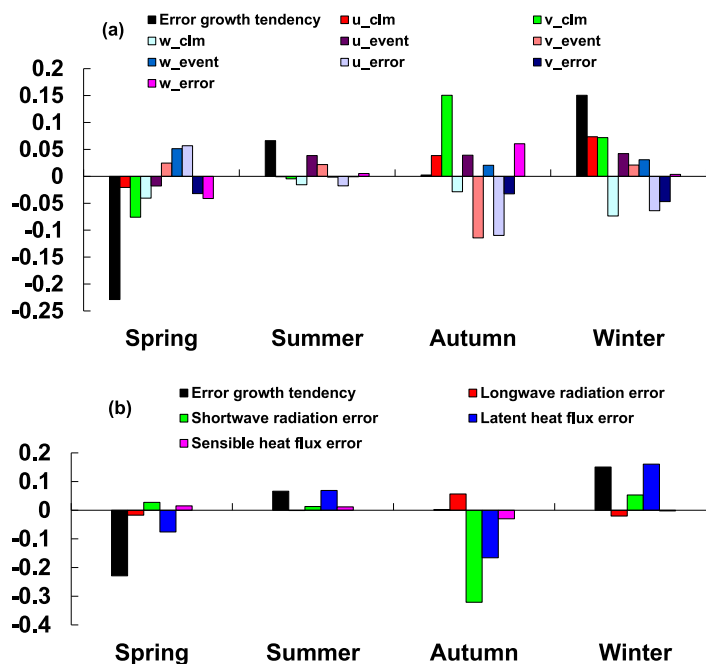 (a)
Error growth tendency u_clm v_clm
w_clm u_event v_event
w_event u_error v_error
w_error
0.2
0.15
0.1
0.05
0
-0.05
-0.1
-0.15
-0.2
-0.25
Spring Summer Autumn Winter
(b)
Error growth tendency Longwave radiation error
Shortwave radiation error Latent heat flux error
Sensible heat flux error
0.2
0.1
0
-0.1
-0.2
-0.3
-0.4
Spring Summer Autumn Winter